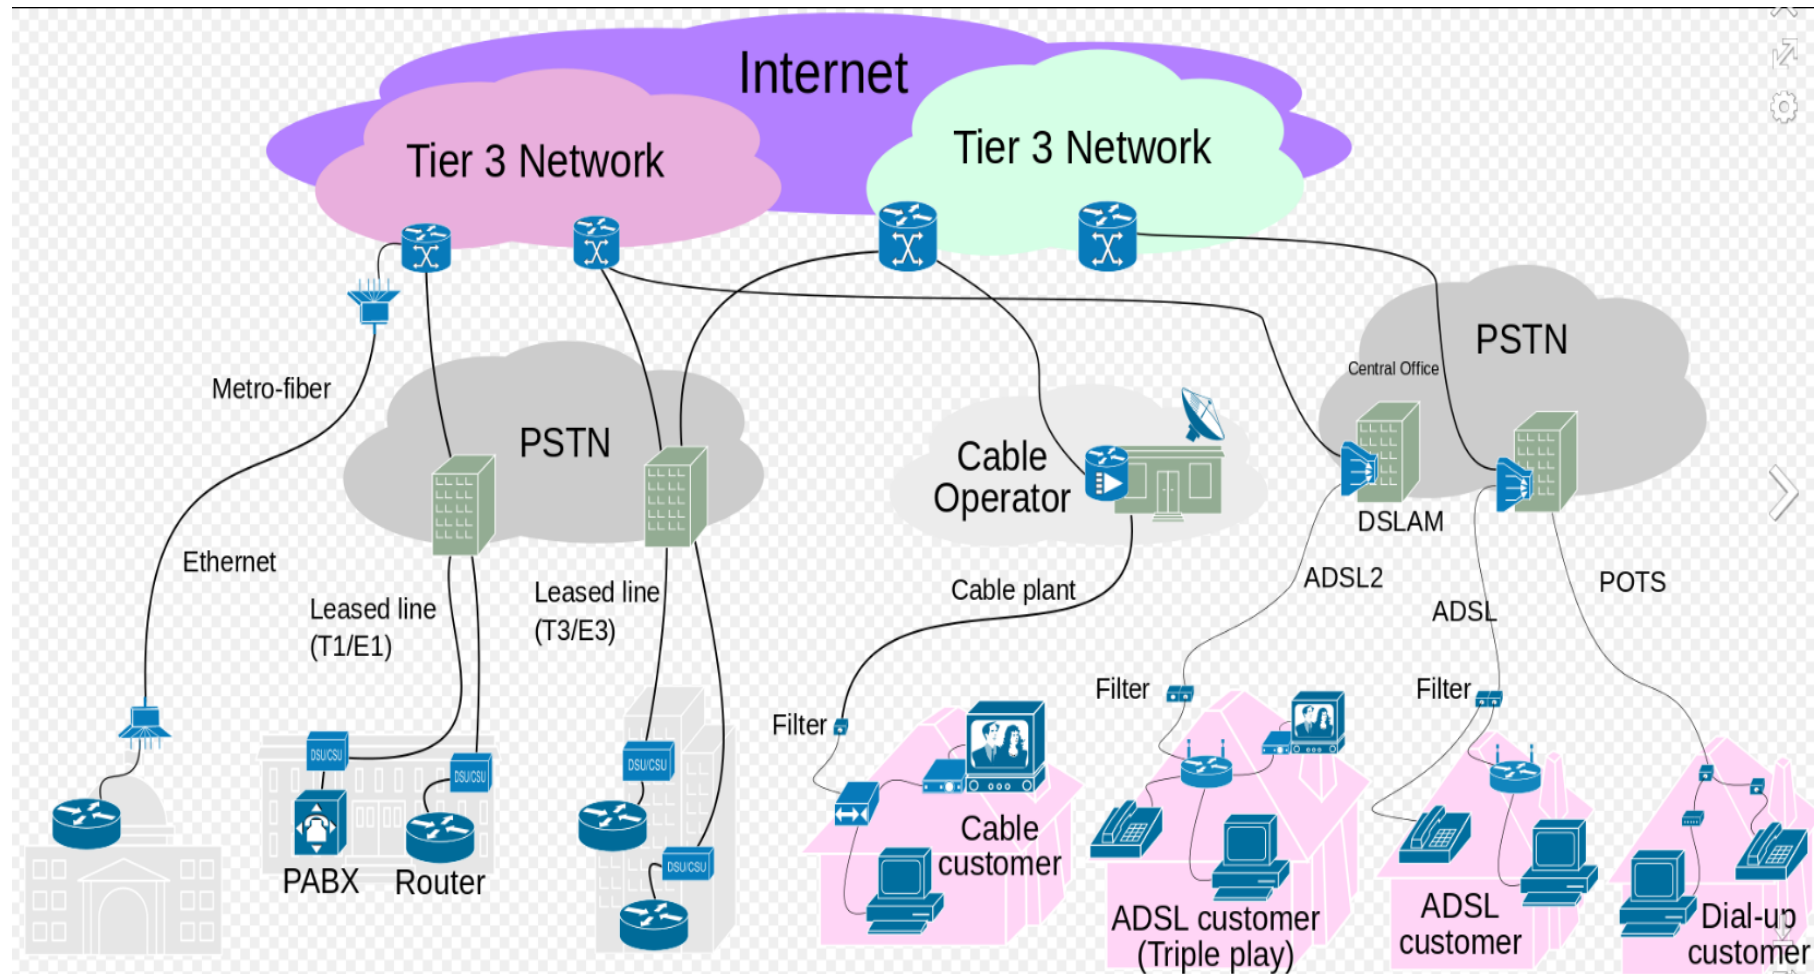 Internet
Tier 3 Network
Tier 3 Network
PSTN
Central Office
Metro-fiber
PSTN
Cable
Operator
DSLAM
Ethernet
Leased line
(T1/E1)
Leased line
(T3/E3)
Cable plant
ADSL2
ADSL
POTS
Filter
Filter
Filter
DSU/CSU
DSU/CSU
DSU/CSU
DSU/CSU
PABX
Router
Cable
customer
ADSL customer
(Triple play)
ADSL
customer
Dial-up
customer